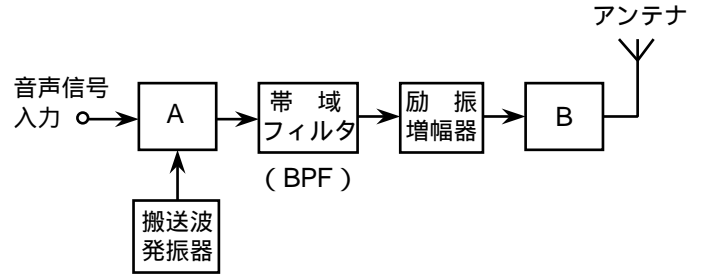 アンテナ
音声信号
入力
A
帯 域
フィルタ
(BPF)
励 振
増幅器
B
搬送波
発振器